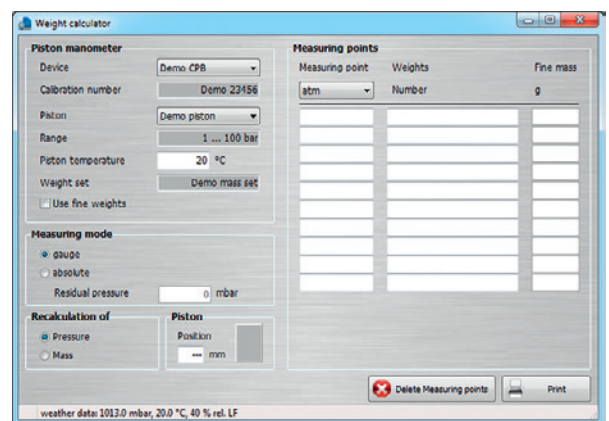 Weight calculator
Piston manometer
Device Demo CPB
Calibration number Demo 23456
Piston Demo piston
Range 1 ... 100 bar
Piston temperature 20 °C
Weight set Demo mass set
Use fine weights
Measuring mode
gauge
absolute
Residual pressure 0 mbar
Recalculation of
Pressure
Mass
Piston
Position
--- mm
Measuring points
Measuring point Weights Fine mass
atm Number g
Delete Measuring points Print
weather data: 1013.0 mbar, 20.0 °C, 40 % rel. LF